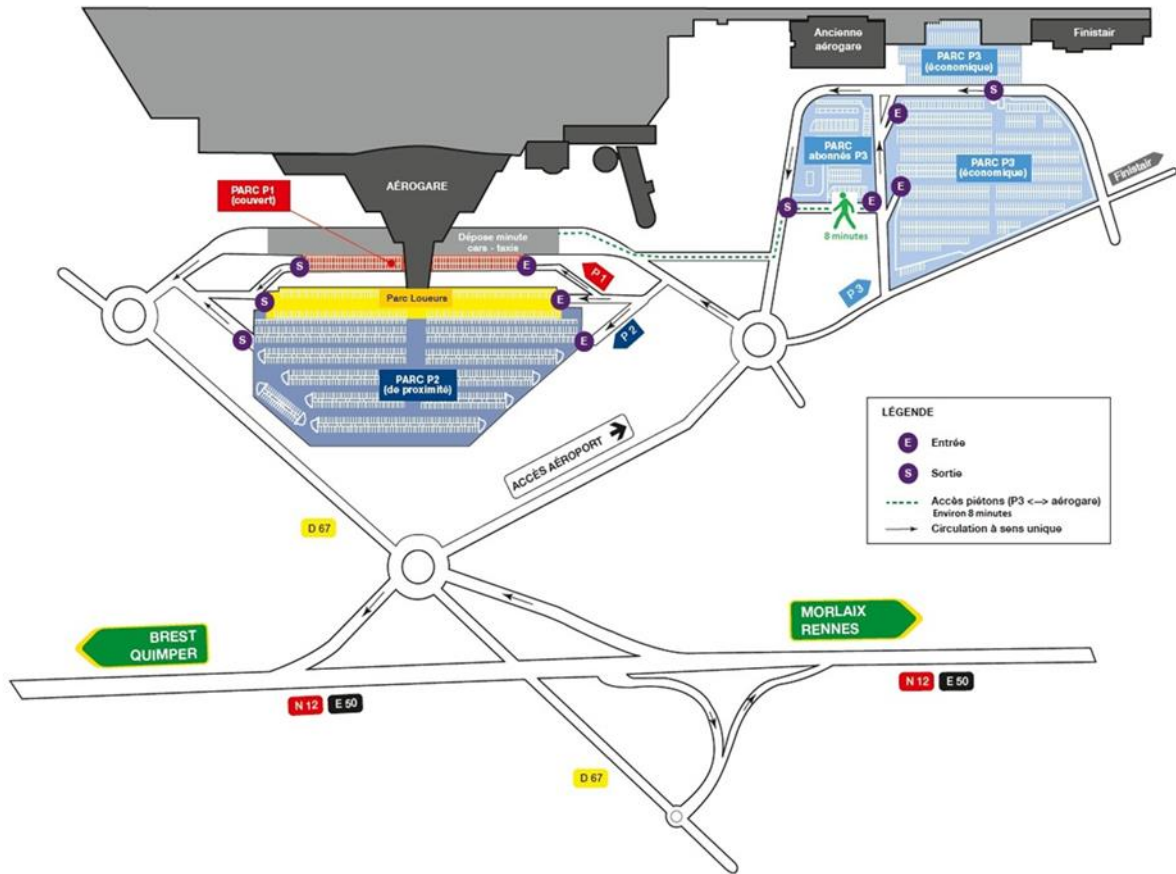 Ancienne
aérogare
Finistair
PARC P3
(économique)
S
E
PARC
abonnés P3
PARC P3
(économique)
Finistair
E
E
S
8 minutes
AÉROGARE
PARC P1
(couvert)
Dépose minute
cars - taxis
S
E
P1
P3
Parc Loueurs
S
E
P2
S
E
PARC P2
(de proximité)
ACCÈS AÉROPORT
LÉGENDE
E Entrée
S Sortie
Accès piétons (P3 <--> aérogare)
Environ 8 minutes
Circulation à sens unique
D 67
BREST
QUIMPER
MORLAIX
RENNES
N 12 E 50
N 12 E 50
D 67